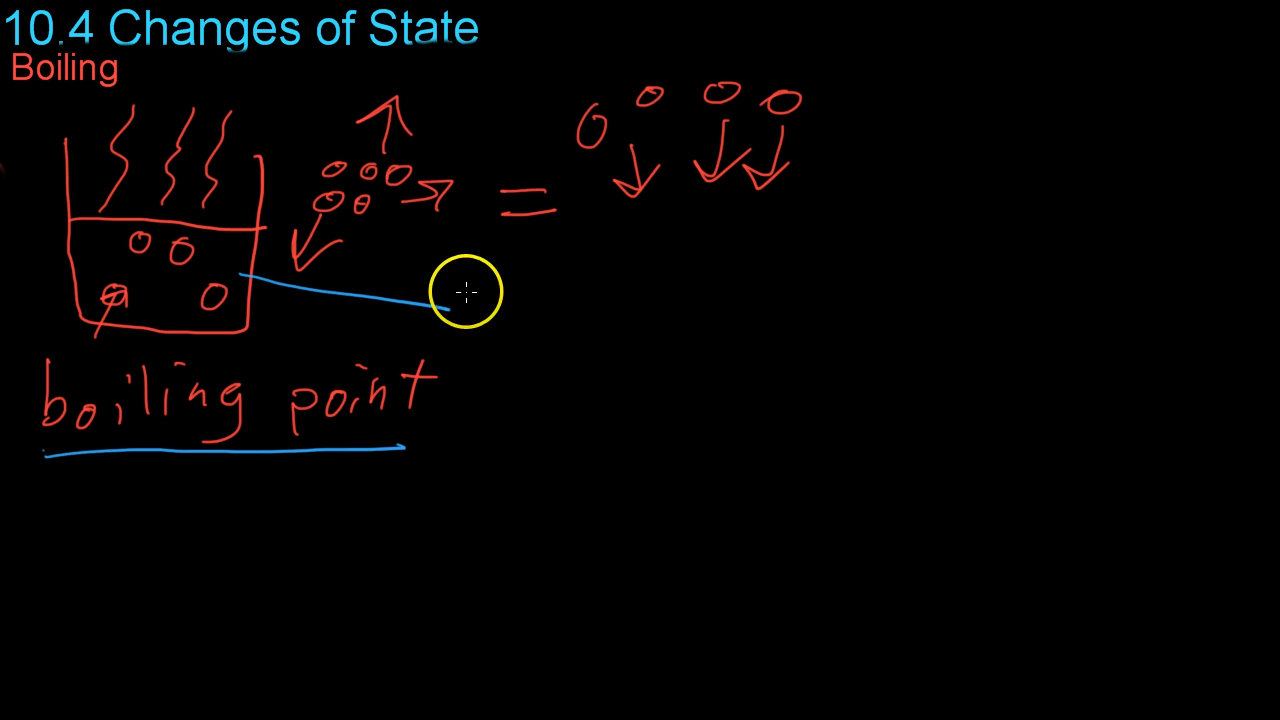 10.4 Changes of State
Boiling
=
boiling point